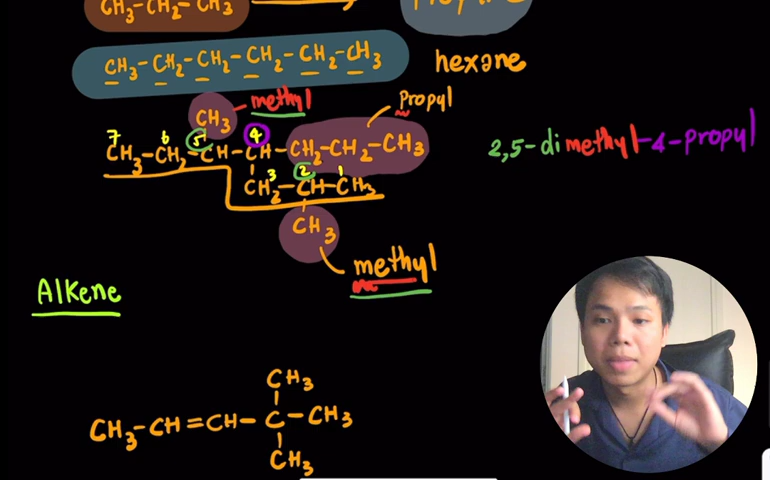 CH₃-CH₂-CH₃
CH₃-CH₂-CH₂-CH₂-CH₂-CH₃ hexane
CH₃ methyl Propyl
7 6 5 4
CH₃-CH₂-CH-CH-CH₂-CH₂-CH₃
2,5-dimethyl-4-propyl
3 2 1
CH₂-CH-CH₃
CH₃
methyl
Alkene
CH₃
CH₃-CH=CH-C-CH₃
CH₃